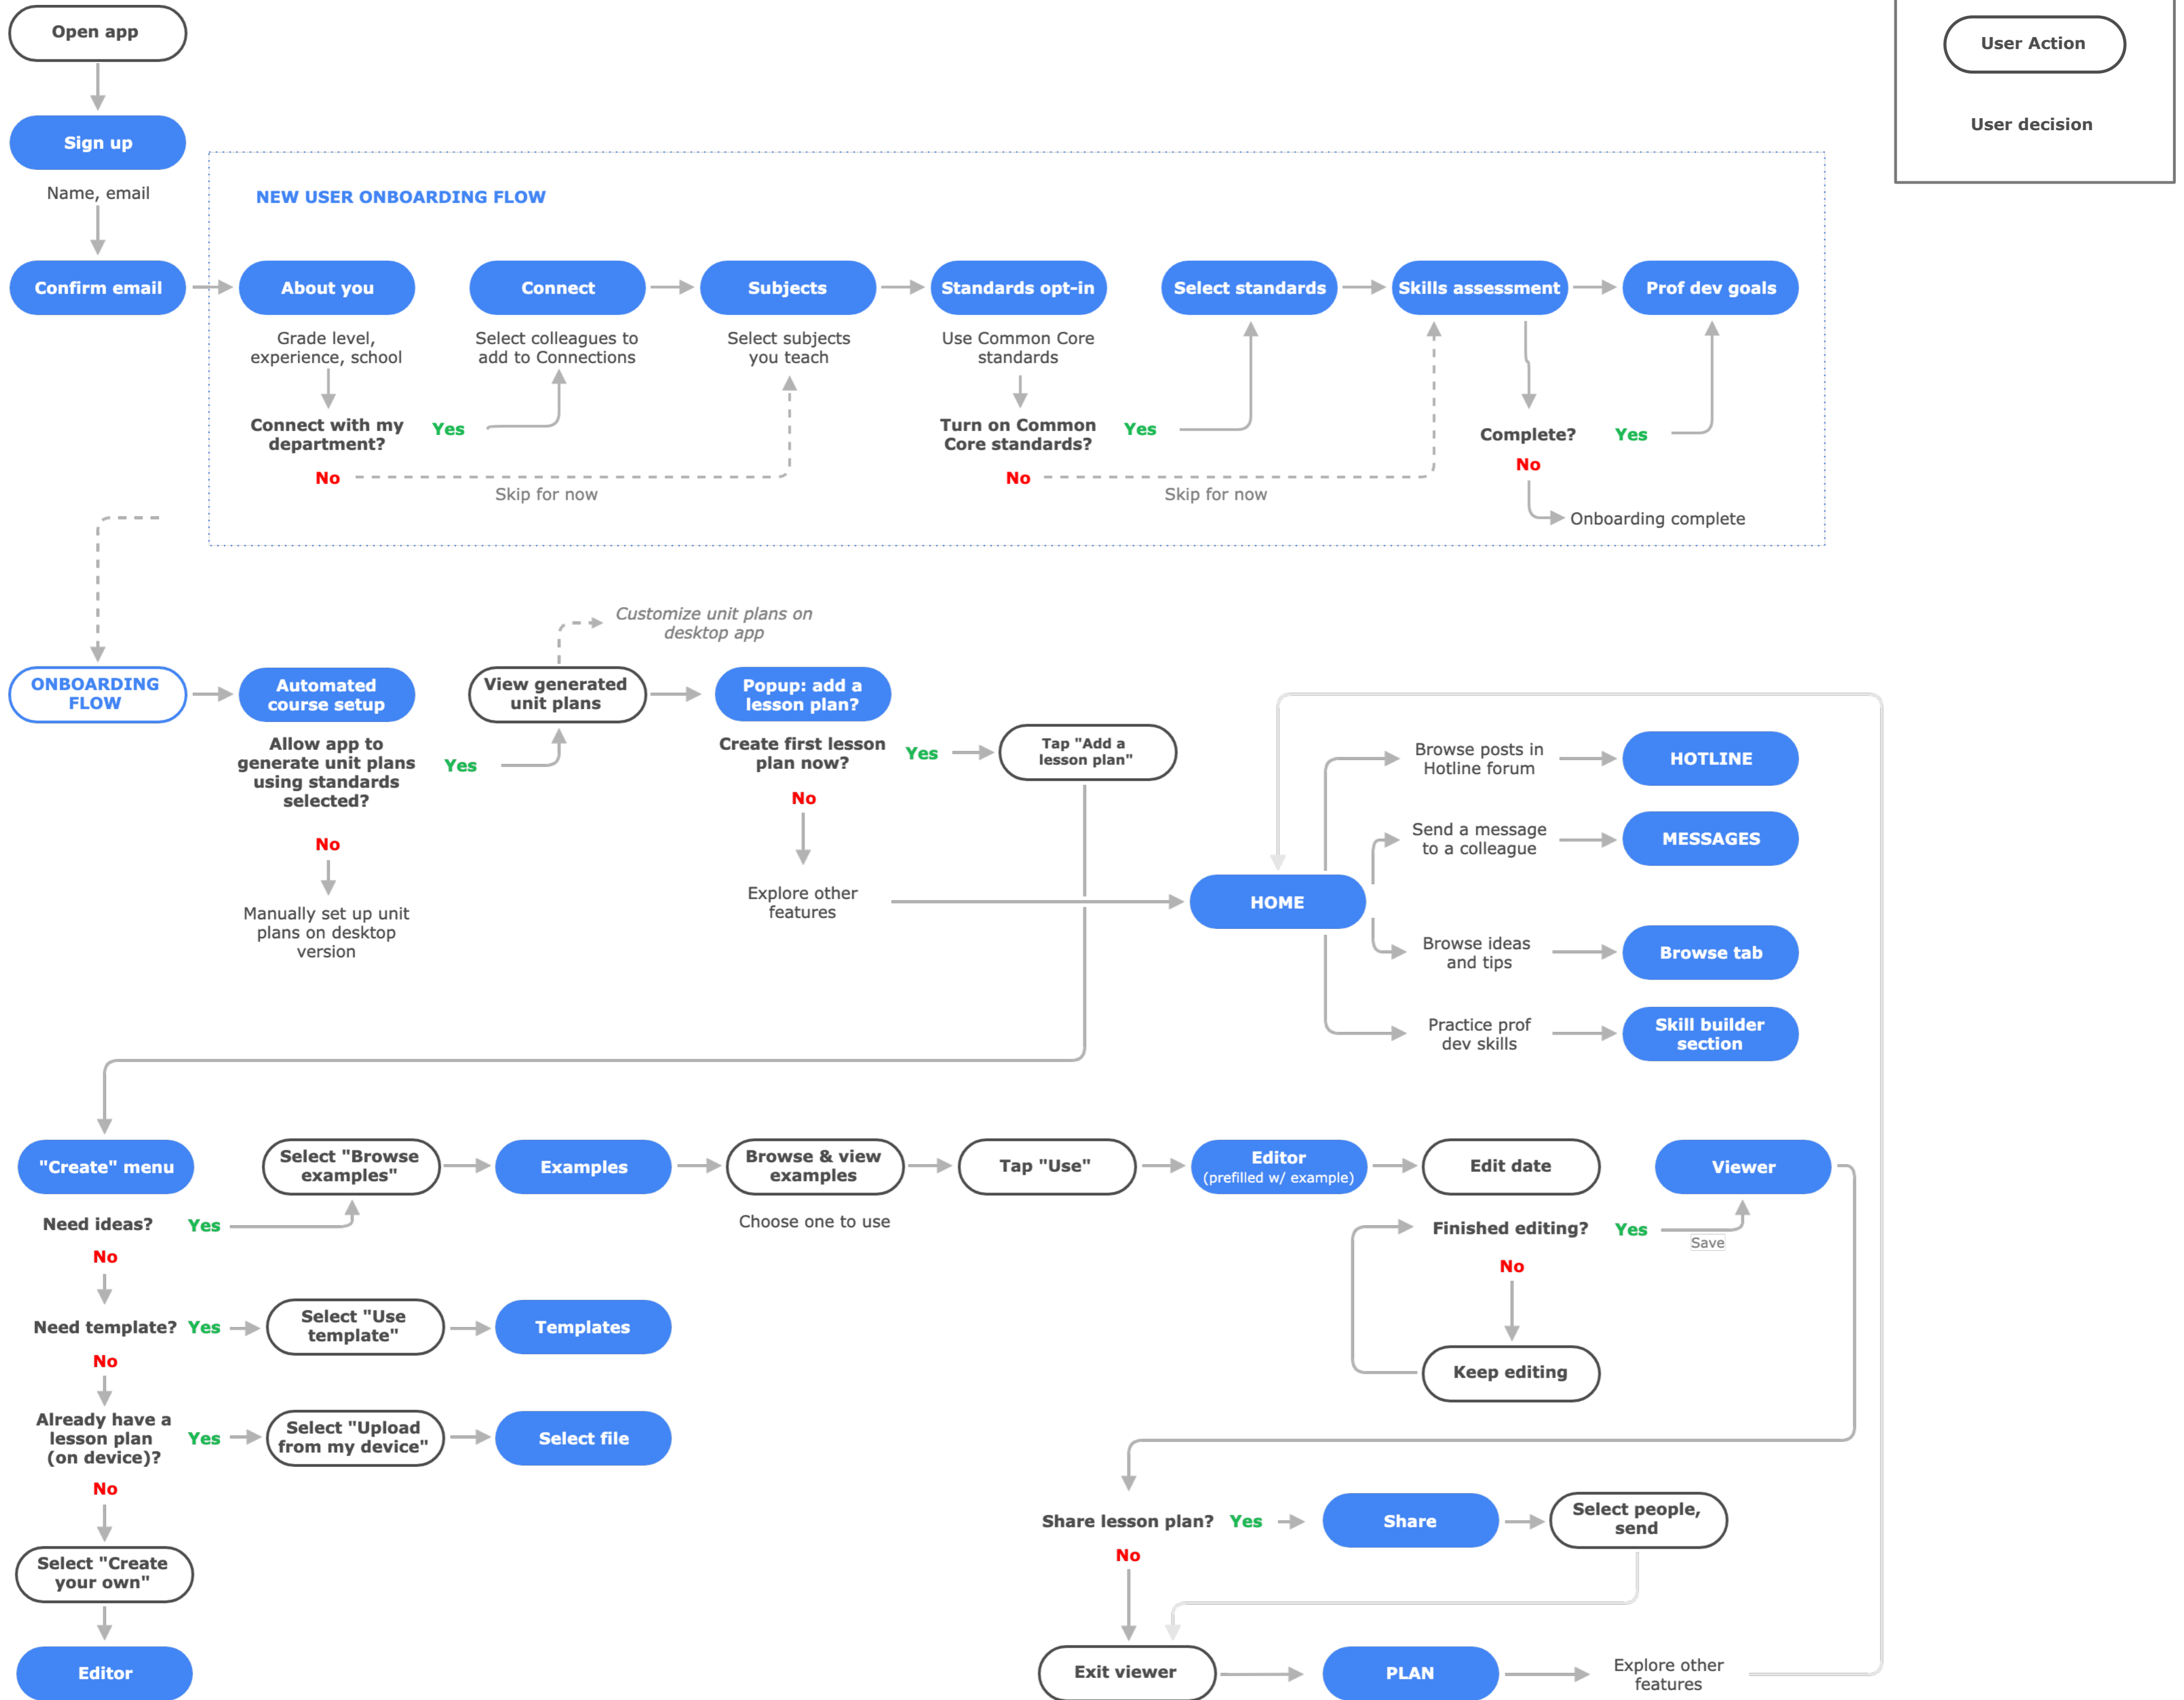 Open app
User Action
User decision
Sign up
Name, email
NEW USER ONBOARDING FLOW
Confirm email
About you
Connect
Subjects
Standards opt-in
Select standards
Skills assessment
Prof dev goals
Grade level,
experience, school
Select colleagues to
add to Connections
Select subjects
you teach
Use Common Core
standards
Connect with my
department?
Yes
Turn on Common
Core standards?
Yes
Complete?
Yes
No
Skip for now
No
Skip for now
No
Onboarding complete
Customize unit plans on
desktop app
ONBOARDING
FLOW
Automated
course setup
View generated
unit plans
Popup: add a
lesson plan?
Allow app to
generate unit plans
using standards
selected?
Yes
Create first lesson
plan now?
Yes
Tap "Add a
lesson plan"
No
No
Manually set up unit
plans on desktop
version
Explore other
features
HOME
Browse posts in
Hotline forum
HOTLINE
Send a message
to a colleague
MESSAGES
Browse ideas
and tips
Browse tab
Practice prof
dev skills
Skill builder
section
"Create" menu
Select "Browse
examples"
Examples
Browse & view
examples
Tap "Use"
Editor
(prefilled w/ example)
Edit date
Viewer
Need ideas?
Yes
Choose one to use
Finished editing?
Yes
Save
No
No
Need template?
Yes
Select "Use
template"
Templates
No
Keep editing
Already have a
lesson plan
(on device)?
Yes
Select "Upload
from my device"
Select file
No
Share lesson plan?
Yes
Share
Select people,
send
No
Select "Create
your own"
Editor
Exit viewer
PLAN
Explore other
features